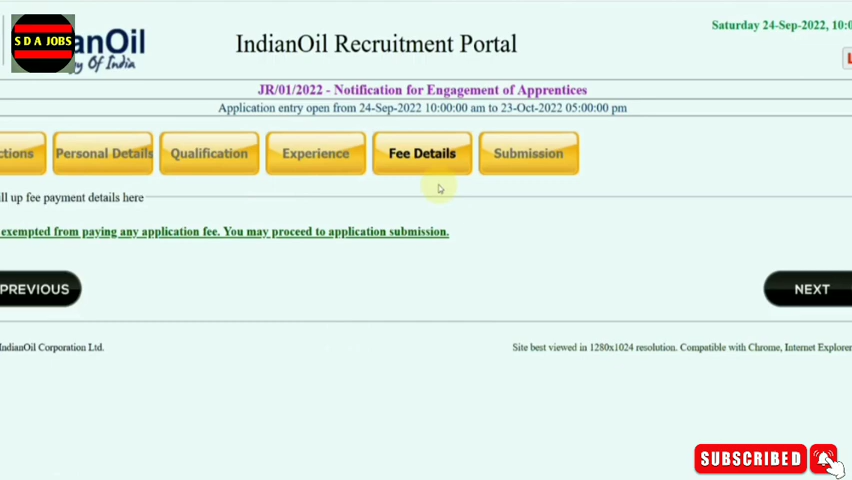 S D A JOBS
anOil
y Of India
IndianOil Recruitment Portal
Saturday 24-Sep-2022, 10:0
JR/01/2022 - Notification for Engagement of Apprentices
Application entry open from 24-Sep-2022 10:00:00 am to 23-Oct-2022 05:00:00 pm
ctions Personal Details Qualification Experience Fee Details Submission
ill up fee payment details here
exempted from paying any application fee. You may proceed to application submission.
PREVIOUS NEXT
IndianOil Corporation Ltd.
Site best viewed in 1280x1024 resolution. Compatible with Chrome, Internet Explorer
SUBSCRIBED